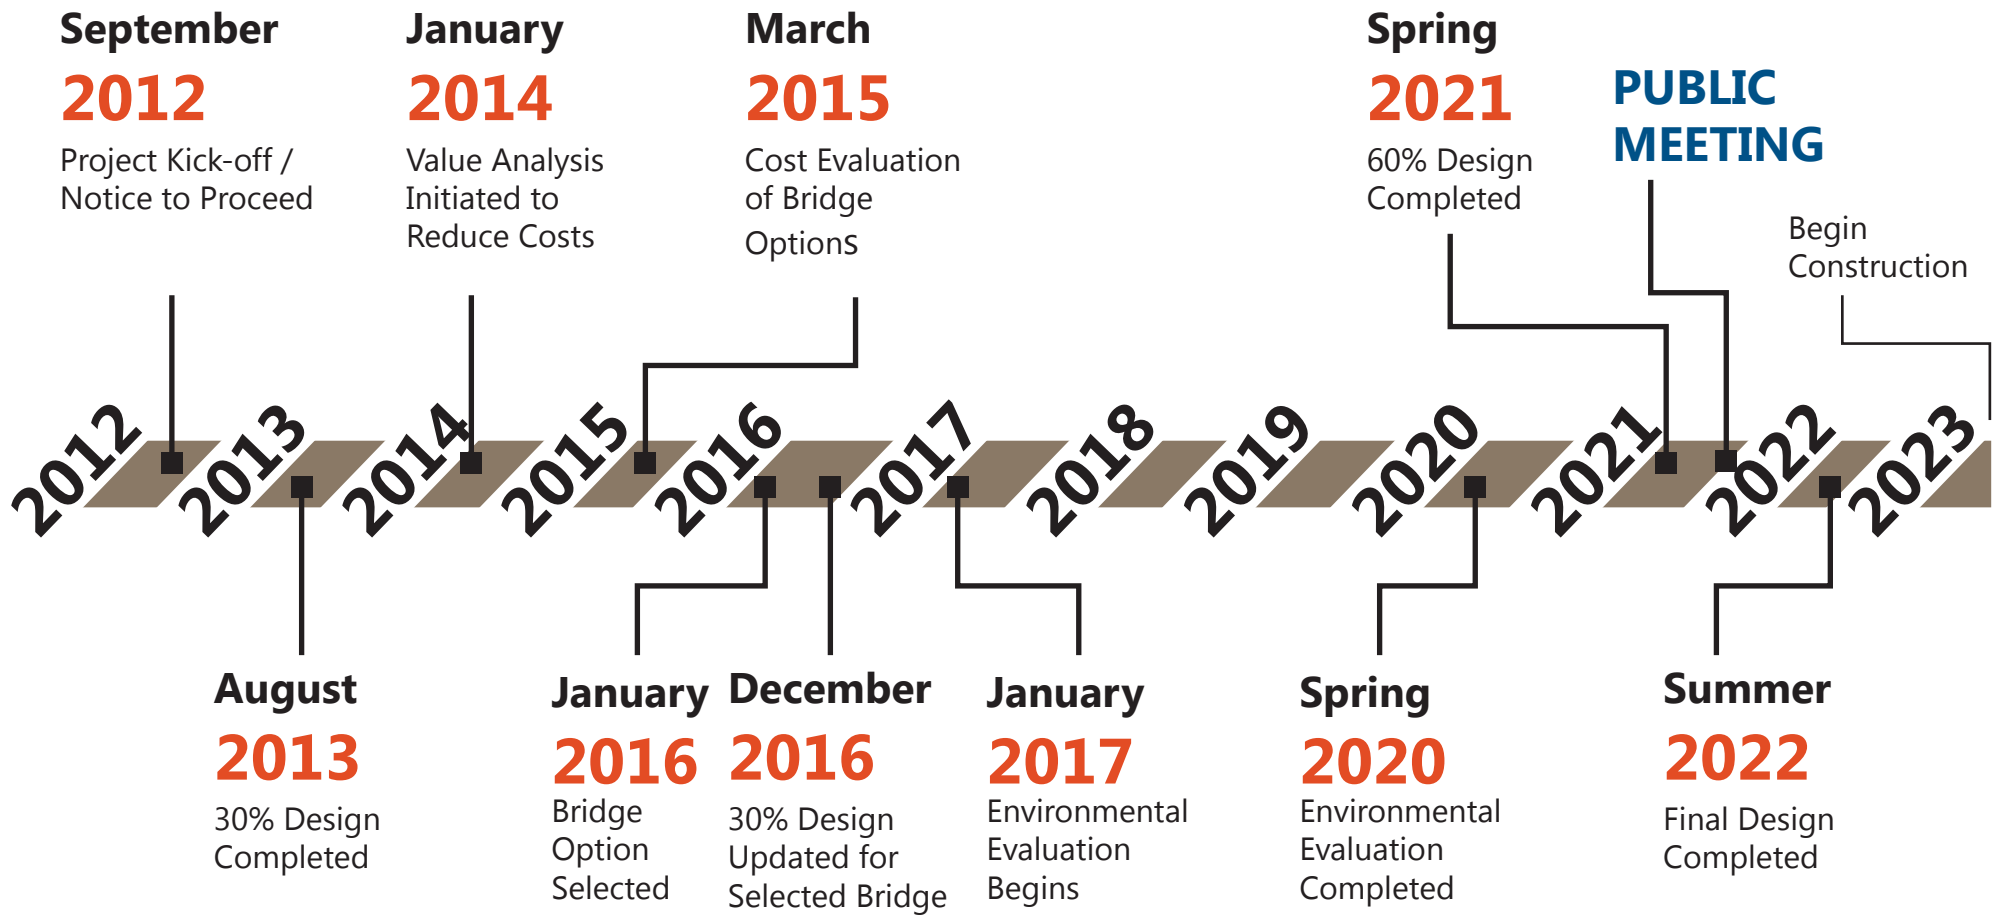 September
2012
Project Kick-off /
Notice to Proceed
January
2014
Value Analysis
Initiated to
Reduce Costs
March
2015
Cost Evaluation
of Bridge
Options
Spring
2021
60% Design
Completed
PUBLIC
MEETING
Begin
Construction
2012
2013
2014
2015
2016
2017
2018
2019
2020
2021
2022
2023
August
2013
30% Design
Completed
January
2016
Bridge
Option
Selected
December
2016
30% Design
Updated for
Selected Bridge
January
2017
Environmental
Evaluation
Begins
Spring
2020
Environmental
Evaluation
Completed
Summer
2022
Final Design
Completed